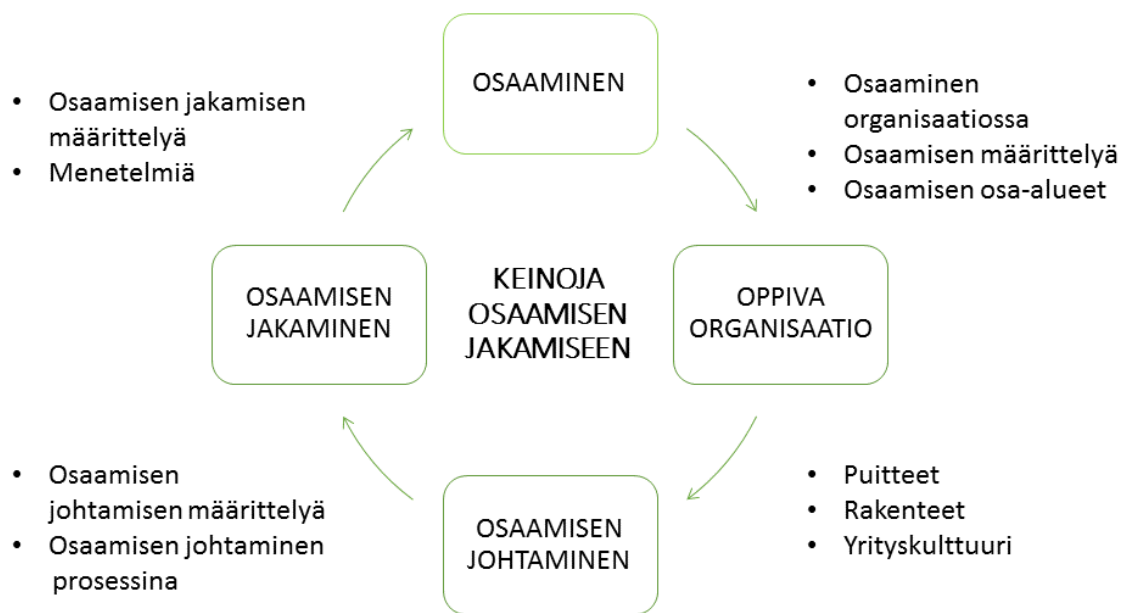 OSAAMINEN
• Osaamisen jakamisen
määrittelyä
• Menetelmiä
• Osaaminen
organisaatiossa
• Osaamisen määrittelyä
• Osaamisen osa-alueet
OSAAMISEN
JAKAMINEN
KEINOJA
OSAAMISEN
JAKAMISEEN
OPPIVA
ORGANISAATIO
• Osaamisen
johtamisen määrittelyä
• Osaamisen johtaminen
prosessina
OSAAMISEN
JOHTAMINEN
• Puitteet
• Rakenteet
• Yrityskulttuuri